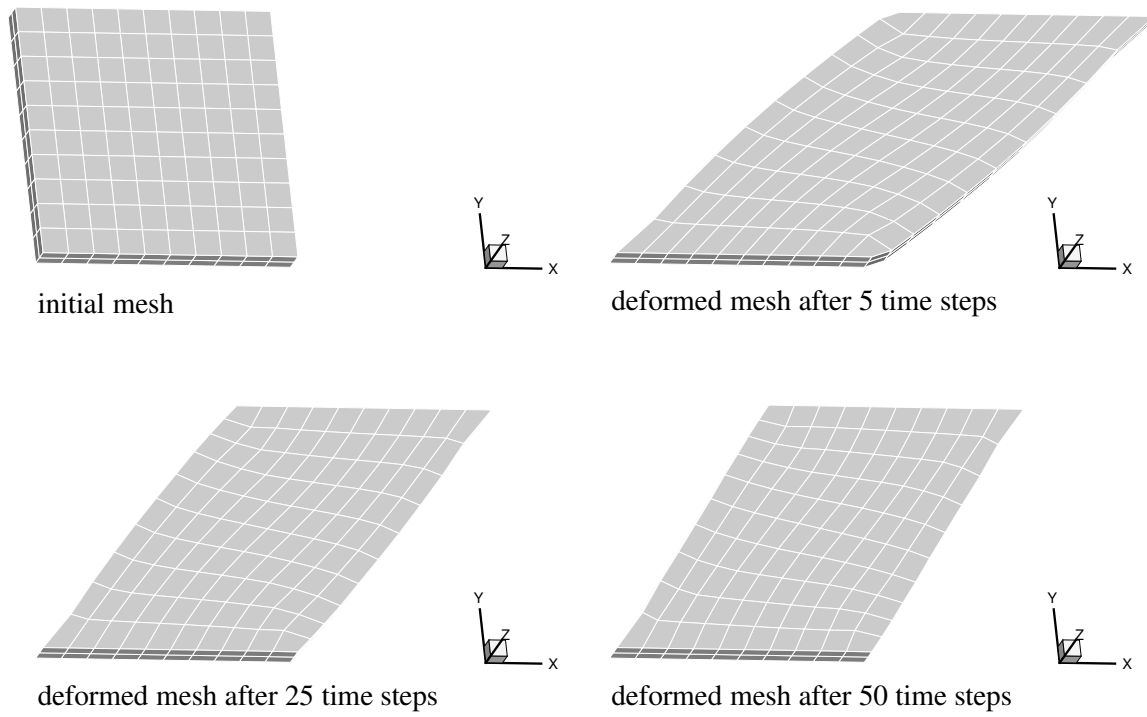 Y
Z
X
initial mesh
Y
Z
X
deformed mesh after 5 time steps
Y
Z
X
deformed mesh after 25 time steps
Y
Z
X
deformed mesh after 50 time steps